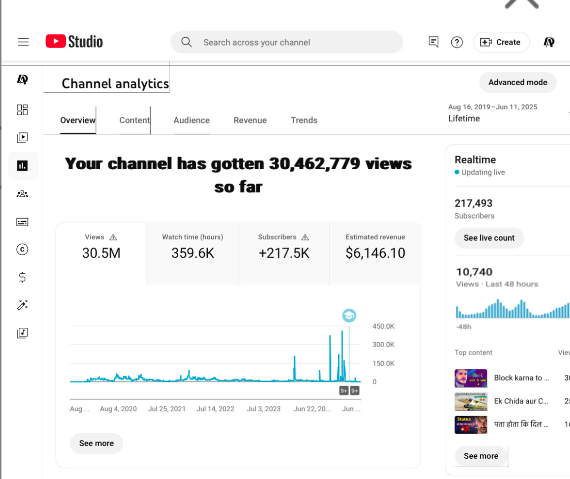 Studio
Search across your channel
Create
Channel analytics
Advanced mode
Overview
Content
Audience
Revenue
Trends
Aug 16, 2019–Jun 11, 2025
Lifetime
Your channel has gotten 30,462,779 views
so far
Views
30.5M
Watch time (hours)
359.6K
Subscribers
+217.5K
Estimated revenue
$6,146.10
450.0K
300.0K
150.0K
0
9+
9+
Aug ...
Aug 4, 2020
Jul 25, 2021
Jul 14, 2022
Jul 3, 2023
Jun 22, 20...
Jun ...
See more
Realtime
Updating live
217,493
Subscribers
See live count
10,740
Views · Last 48 hours
-48h
Top content
Block karna to ...
Ek Chida aur C...
पता होता कि दिल ...
See more